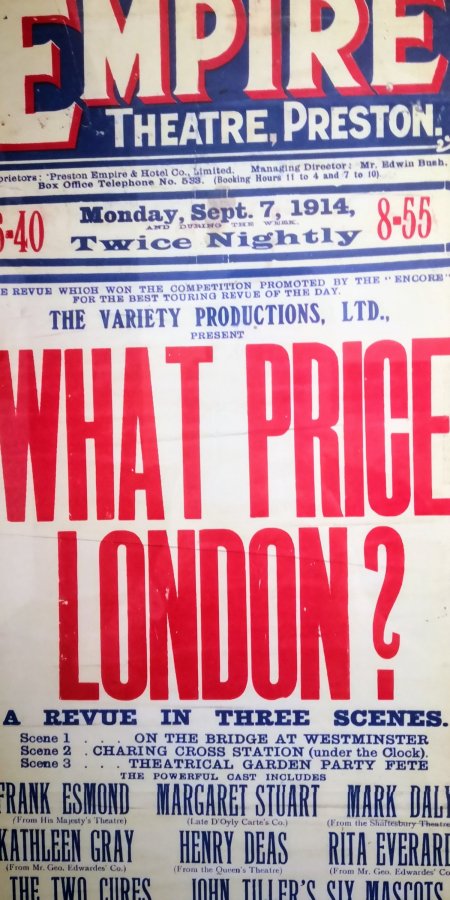 EMPIRE
THEATRE, PRESTON.
prietors: Preston Empire & Hotel Co., Limited. Managing Director: Mr. Edwin Bush.
Box Office Telephone No. 533. (Booking Hours 11 to 4 and 7 to 10)
6-40 Monday, Sept. 7, 1914, 8-55
AND DURING THE WEEK.
Twice Nightly
E REVUE WHICH WON THE COMPETITION PROMOTED BY THE "ENCORE"
FOR THE BEST TOURING REVUE OF THE DAY.
THE VARIETY PRODUCTIONS, LTD.,
PRESENT
WHAT PRICE
LONDON?
A REVUE IN THREE SCENES.
Scene 1 . . . . ON THE BRIDGE AT WESTMINSTER
Scene 2 . CHARING CROSS STATION (under the Clock).
Scene 3 . . . . THEATRICAL GARDEN PARTY FETE
THE POWERFUL CAST INCLUDES
FRANK ESMOND MARGARET STUART MARK DALY
(From His Majesty's Theatre) (Late D'Oyly Carte's Co.) (From the Shaftesbury Theatre
KATHLEEN GRAY HENRY DEAS RITA EVERARD
(From Mr. Geo. Edwardes' Co.) (From the Queen's Theatre) (From Mr. Geo. Edwardes' Co.)
THE TWO CURES JOHN TILLER'S SIX MASCOTS